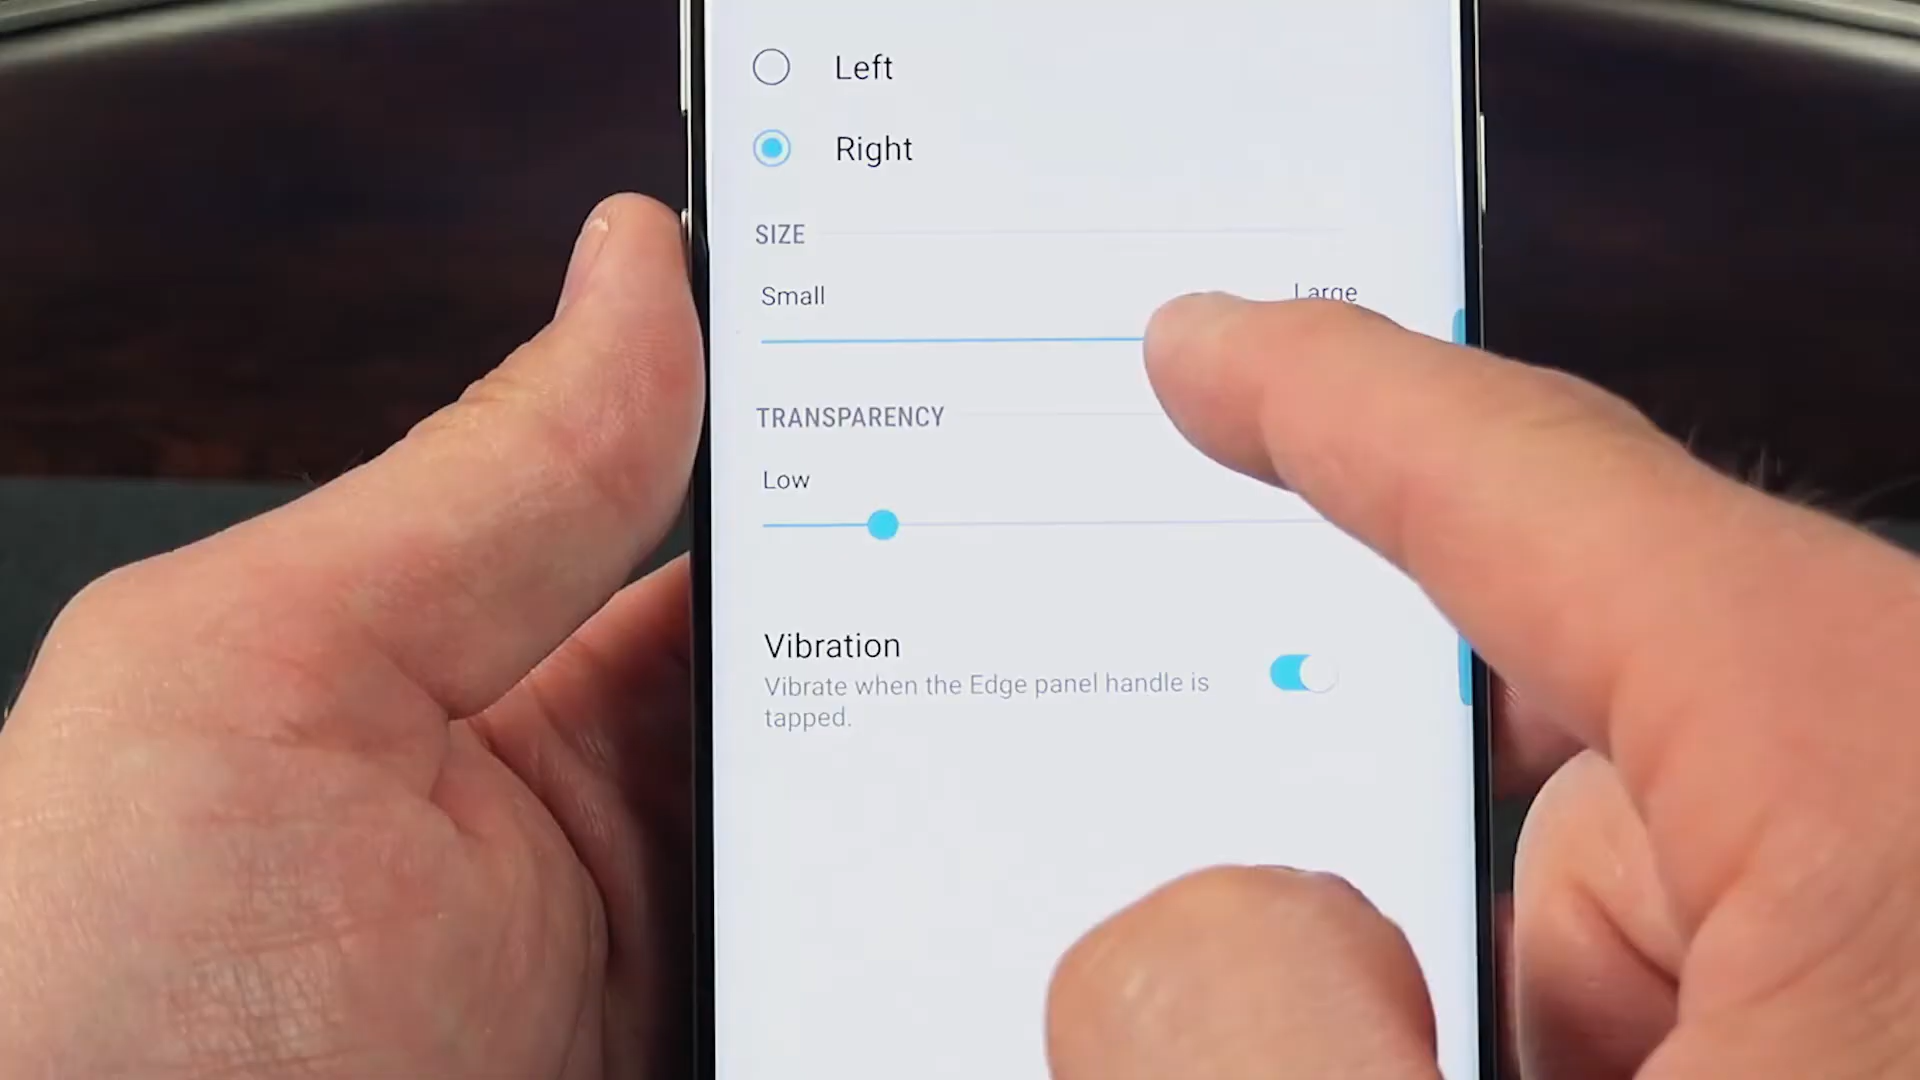 Left
Right
SIZE
Small Large
TRANSPARENCY
Low
Vibration
Vibrate when the Edge panel handle is
tapped.